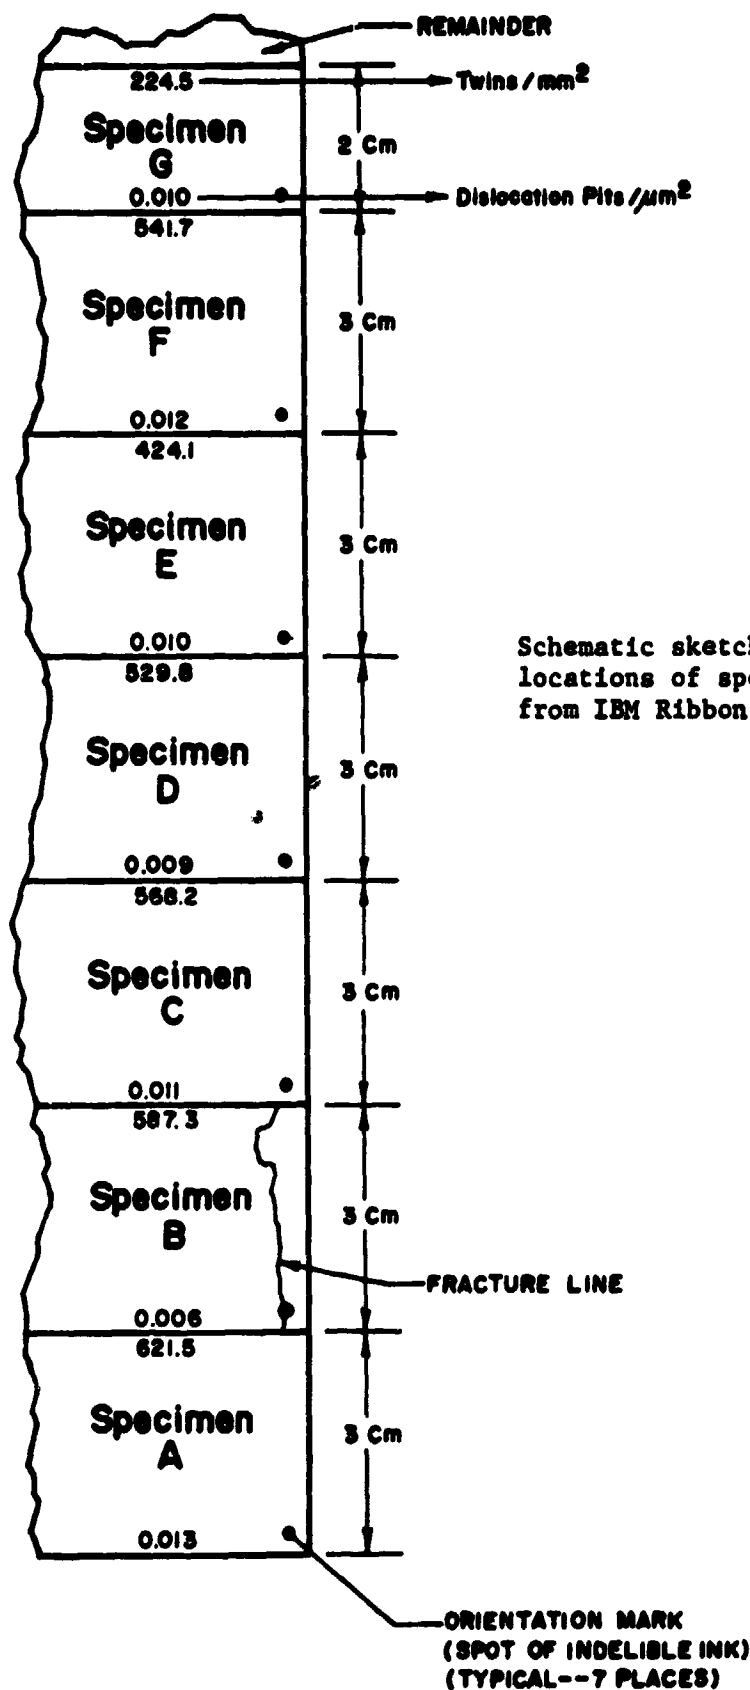 REMAINDER
224.5
Twins/mm²
Specimen
G
2 Cm
0.010
Dislocation Pits/μm²
541.7
Specimen
F
3 Cm
0.012
424.1
Specimen
E
3 Cm
0.010
529.8
Schematic sketch
locations of
from IBM Ribbon
Specimen
D
3 Cm
0.009
568.2
Specimen
C
3 Cm
0.011
587.3
Specimen
B
3 Cm
FRACTURE LINE
0.006
621.5
Specimen
A
3 Cm
0.013
ORIENTATION MARK
(SPOT OF INDELIBLE INK)
(TYPICAL--7 PLACES)